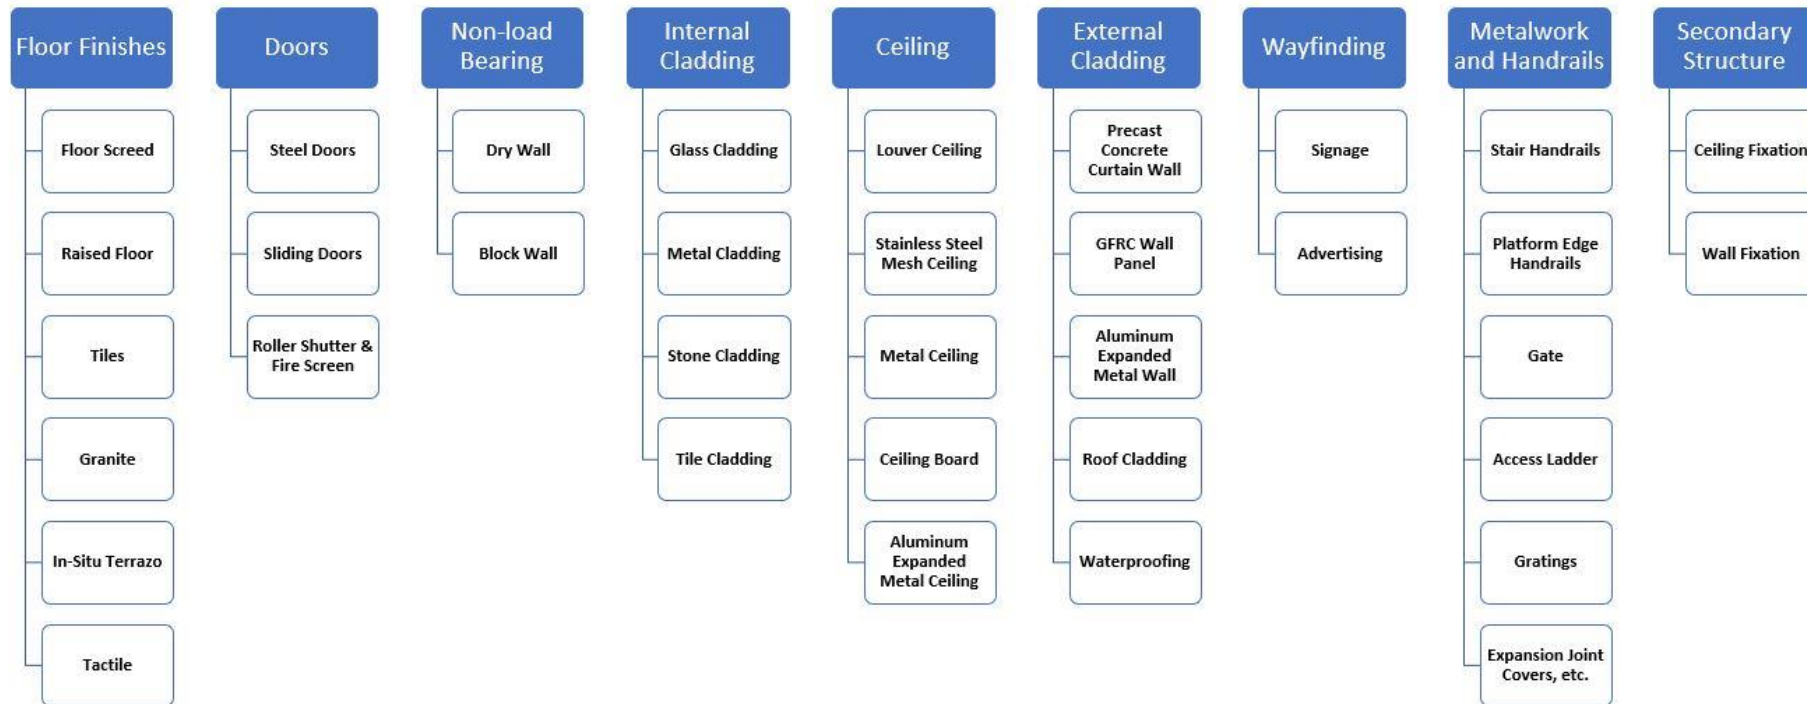 Floor Finishes
Floor Screed
Raised Floor
Tiles
Granite
In-Situ Terrazo
Tactile
Doors
Steel Doors
Sliding Doors
Roller Shutter &
Fire Screen
Non-load
Bearing
Dry Wall
Block Wall
Internal
Cladding
Glass Cladding
Metal Cladding
Stone Cladding
Tile Cladding
Ceiling
Louver Ceiling
Stainless Steel
Mesh Ceiling
Metal Ceiling
Ceiling Board
Aluminum
Expanded
Metal Ceiling
External
Cladding
Precast
Concrete
Curtain Wall
GFRC Wall
Panel
Aluminum
Expanded
Metal Wall
Roof Cladding
Waterproofing
Wayfinding
Signage
Advertising
Metalwork
and Handrails
Stair Handrails
Platform Edge
Handrails
Gate
Access Ladder
Gratings
Expansion Joint
Covers, etc.
Secondary
Structure
Ceiling Fixation
Wall Fixation